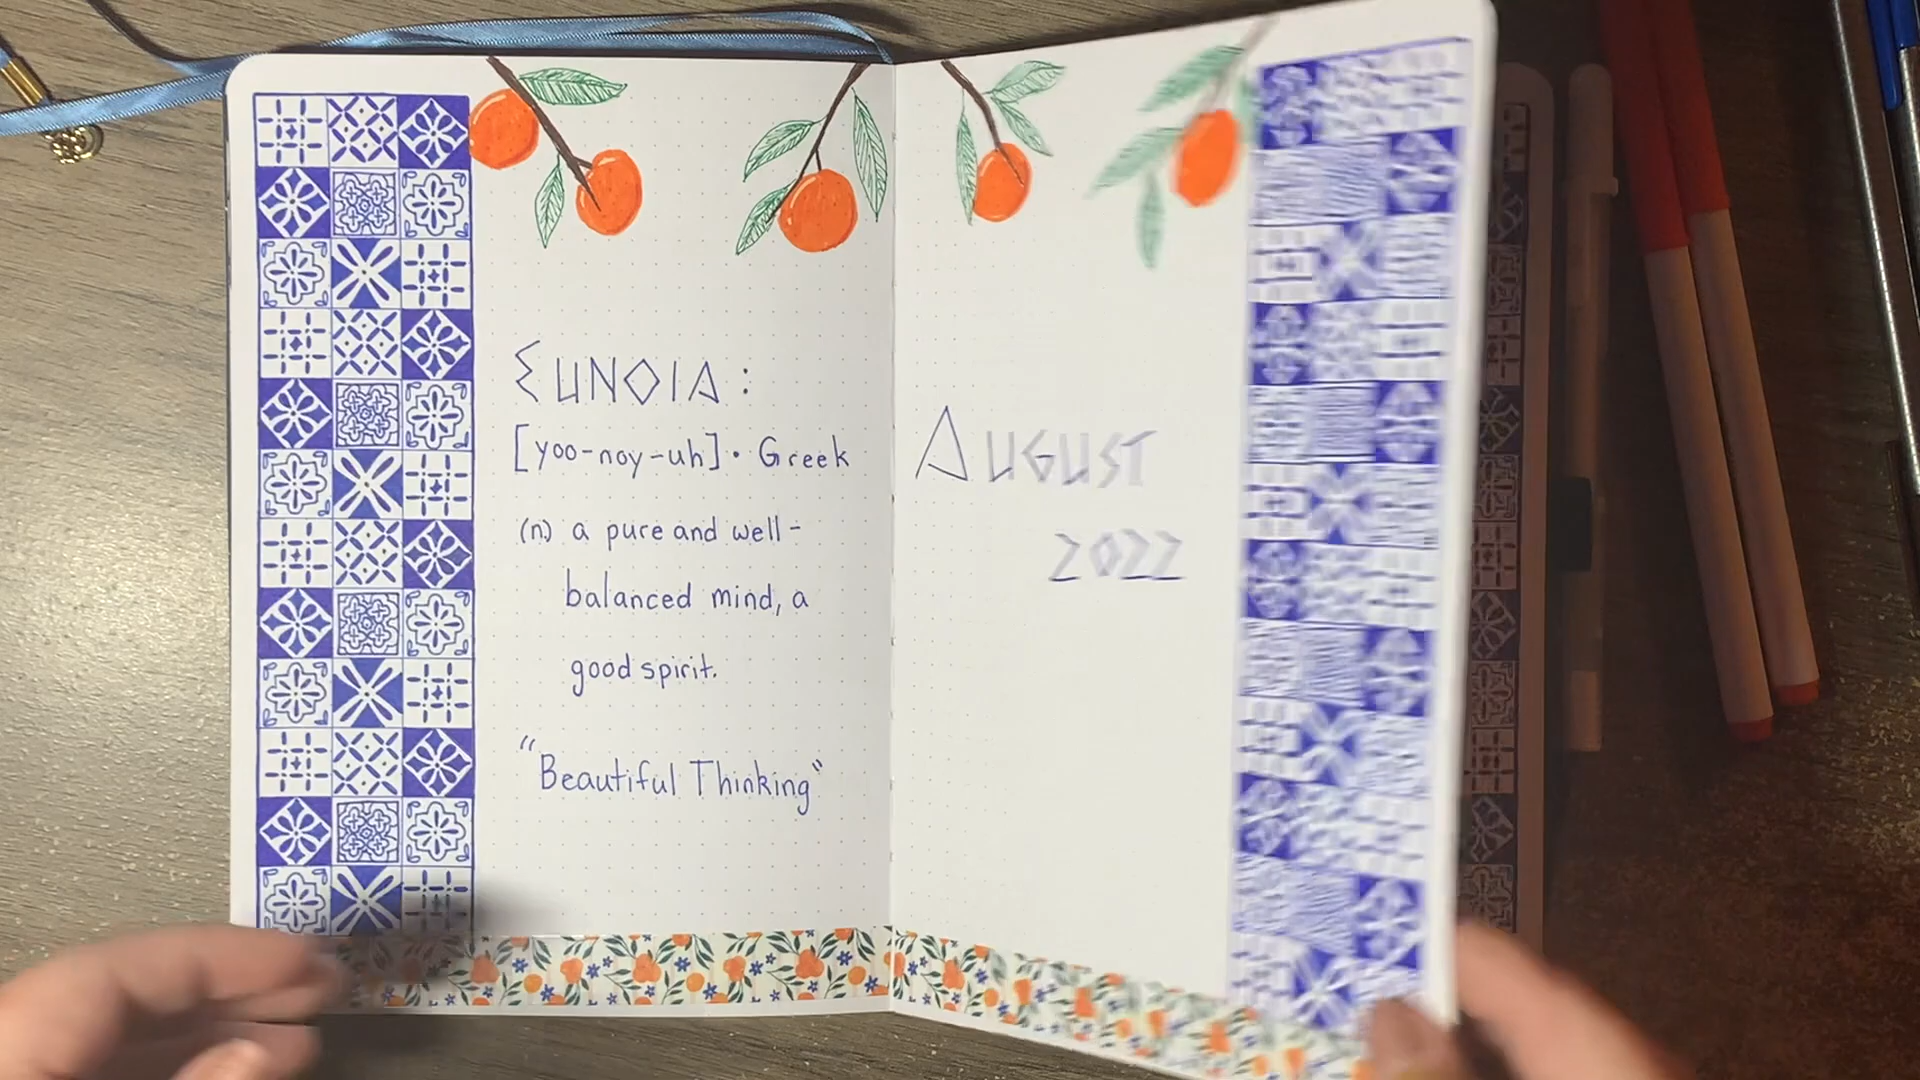 EUNOIA:
[yoo-noy-uh]. Greek
(n) a pure and well-
balanced mind, a
good spirit.
"Beautiful Thinking"
AUGUST
2022